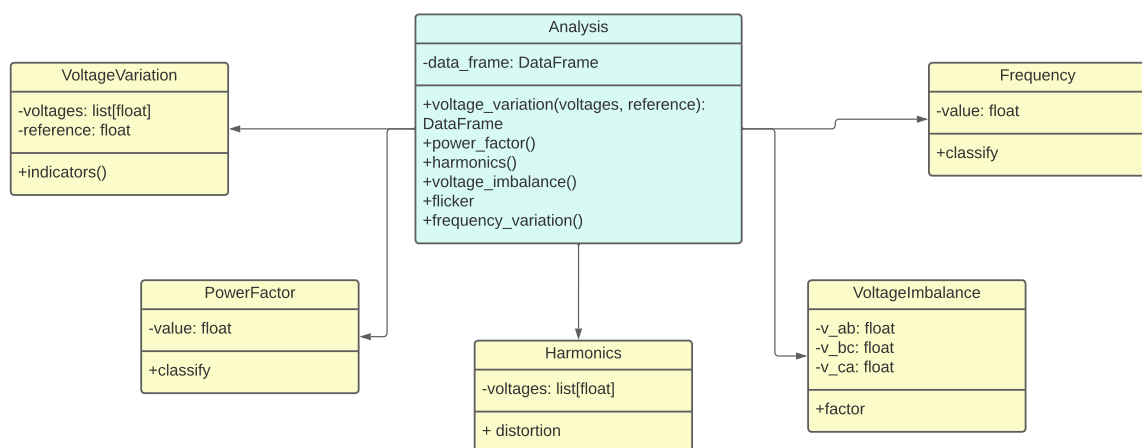 Analysis
-data_frame: DataFrame
+voltage_variation(voltages, reference):
DataFrame
+power_factor()
+harmonics()
+voltage_imbalance()
+flicker
+frequency_variation()
VoltageVariation
-voltages: list[float]
-reference: float
+indicators()
Frequency
-value: float
+classify
PowerFactor
-value: float
+classify
Harmonics
-voltages: list[float]
+ distortion
VoltageImbalance
-v_ab: float
-v_bc: float
-v_ca: float
+factor